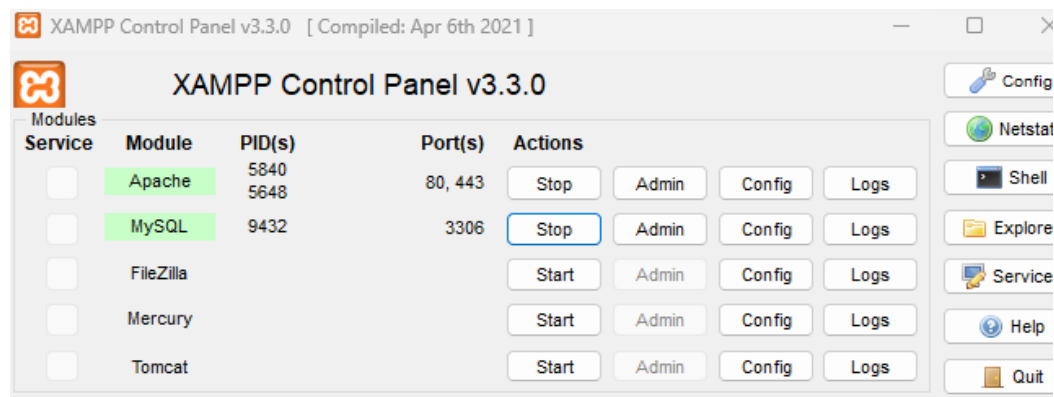 XAMPP Control Panel v3.3.0 [ Compiled: Apr 6th 2021 ]
XAMPP Control Panel v3.3.0
Config
Modules
Service Module PID(s) Port(s) Actions
Netstat
Apache 5840 5648 80, 443 Stop Admin Config Logs
Shell
MySQL 9432 3306 Stop Admin Config Logs
Explore
FileZilla Start Admin Config Logs
Service
Mercury Start Admin Config Logs
Help
Tomcat Start Admin Config Logs
Quit